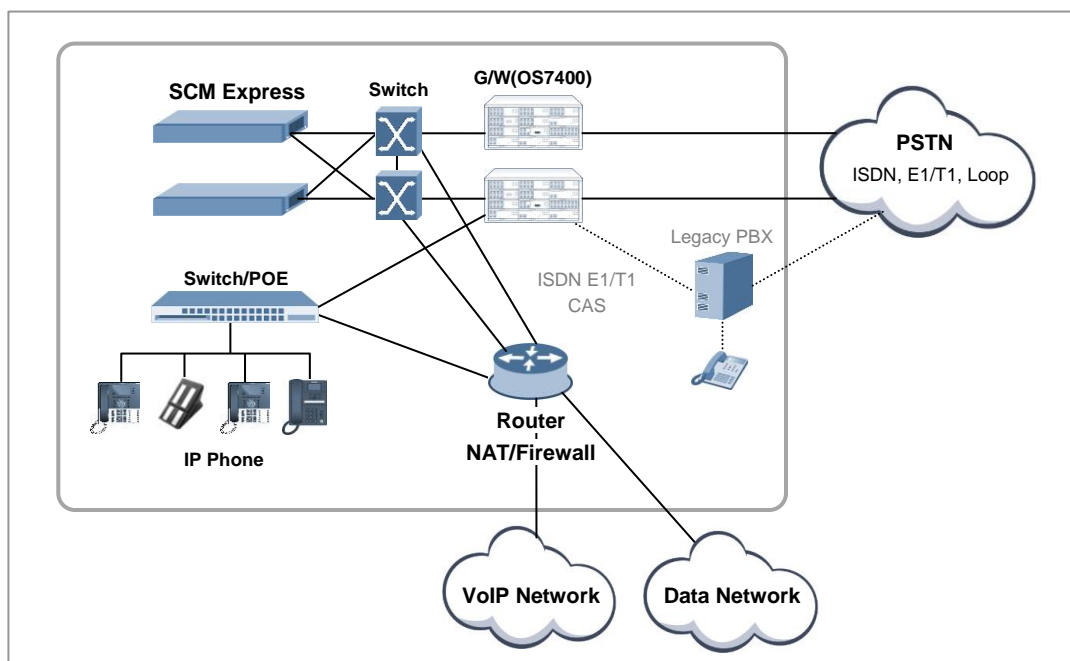 SCM Express
Switch
G/W(OS7400)
PSTN
ISDN, E1/T1, Loop
Legacy PBX
ISDN E1/T1
CAS
Switch/POE
Router
NAT/Firewall
IP Phone
VoIP Network
Data Network